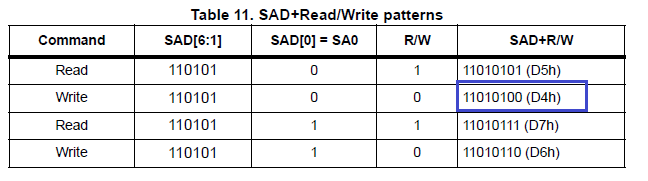 Table 11. SAD+Read/Write patterns
Command SAD[6:1] SAD[0] = SA0 R/W SAD+R/W
Read 110101 0 1 11010101 (D5h)
Write 110101 0 0 11010100 (D4h)
Read 110101 1 1 11010111 (D7h)
Write 110101 1 0 11010110 (D6h)